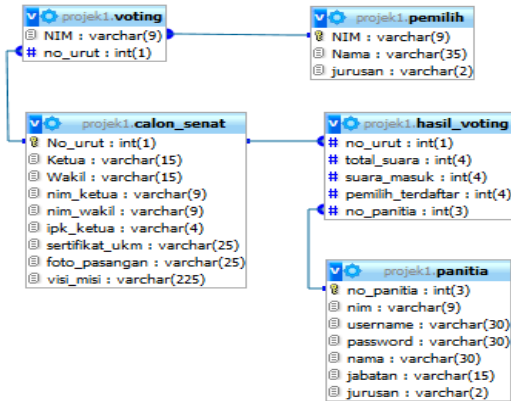 projek1.voting
NIM : varchar(9)
# no_urut : int(1)
projek1.pemilih
NIM : varchar(9)
Nama : varchar(35)
jurusan : varchar(2)
projek1.calon_senat
No_urut : int(1)
Ketua : varchar(15)
Wakil : varchar(15)
nim_ketua : varchar(9)
nim_wakil : varchar(9)
ipk_ketua : varchar(4)
sertifikat_ukm : varchar(25)
foto_pasangan : varchar(25)
visi_misi : varchar(225)
projek1.hasil_voting
# no_urut : int(1)
# total_suara : int(4)
# suara_masuk : int(4)
# pemilih_terdaftar : int(4)
# no_panitia : int(3)
projek1.panitia
no_panitia : int(3)
nim : varchar(9)
username : varchar(30)
password : varchar(30)
nama : varchar(30)
jabatan : varchar(15)
jurusan : varchar(2)